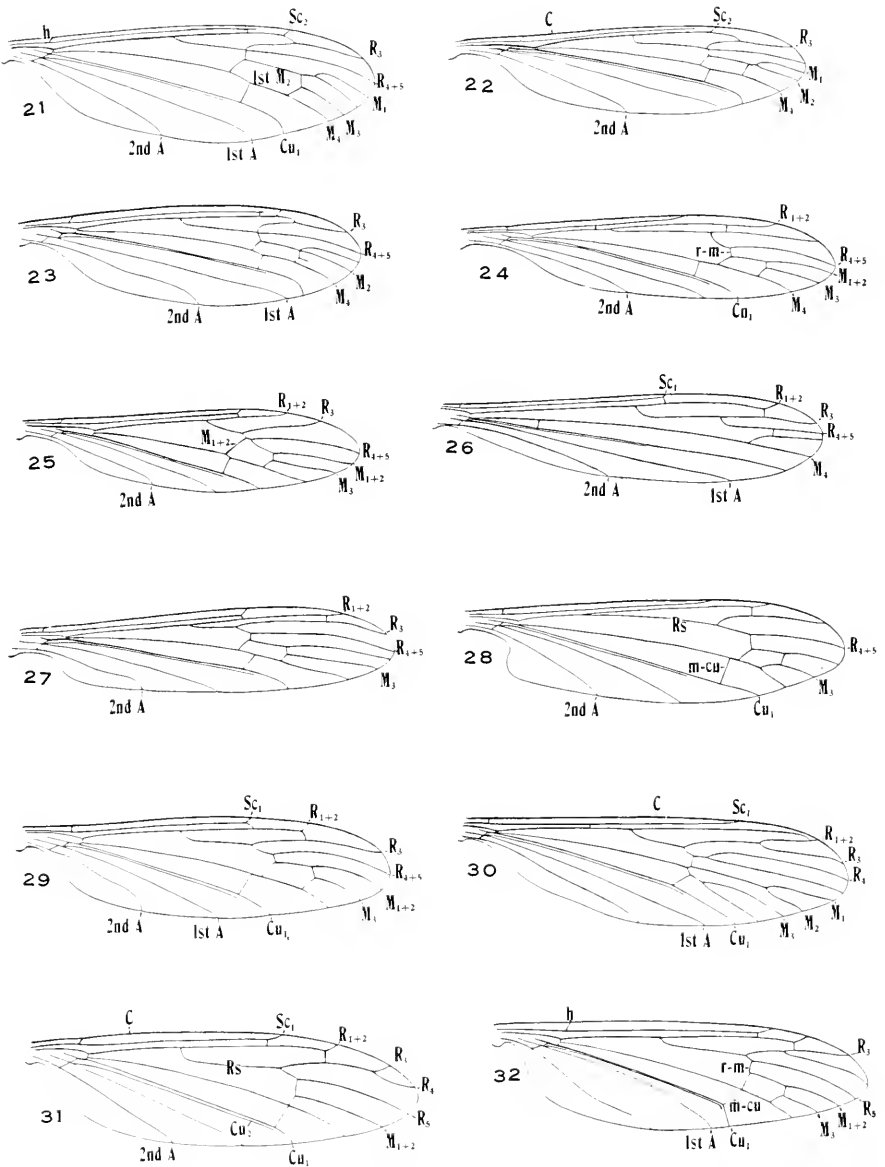 h Sc₂ R₃ R₄₊₅ M₁ M₃ M₄ Cu₁ 1st A 2nd A 1st M₂
21
C Sc₂ R₃ M₁ M₂ M₄ 2nd A
22
R₃ R₄₊₅ M₂ M₄ 1st A 2nd A
23
R₁₊₂ r-m R₄₊₅ M₁₊₂ M₃ M₄ Cu₁ 2nd A
24
R₁₊₂ R₃ M₁₊₂ R₄₊₅ M₁₊₂ M₃ 2nd A
25
Sc₁ R₁₊₂ R₃ R₄₊₅ M₄ 1st A 2nd A
26
R₁₊₂ R₃ R₄₊₅ M₃ 2nd A
27
Rs R₄₊₅ m-cu M₃ Cu₁ 2nd A
28
Sc₁ R₁₊₂ R₃ R₄₊₅ M₁₊₂ M₃ Cu₁ 1st A 2nd A
29
C Sc₁ R₁₊₂ R₃ R₄ M₁ M₂ M₃ Cu₁ 1st A
30
C Sc₁ R₁₊₂ R₃ Rs R₄ R₅ M₁₊₂ Cu₂ Cu₁ 2nd A
31
h R₃ r-m R₅ M₁₊₂ M₃ m-cu Cu₁ 1st A
32